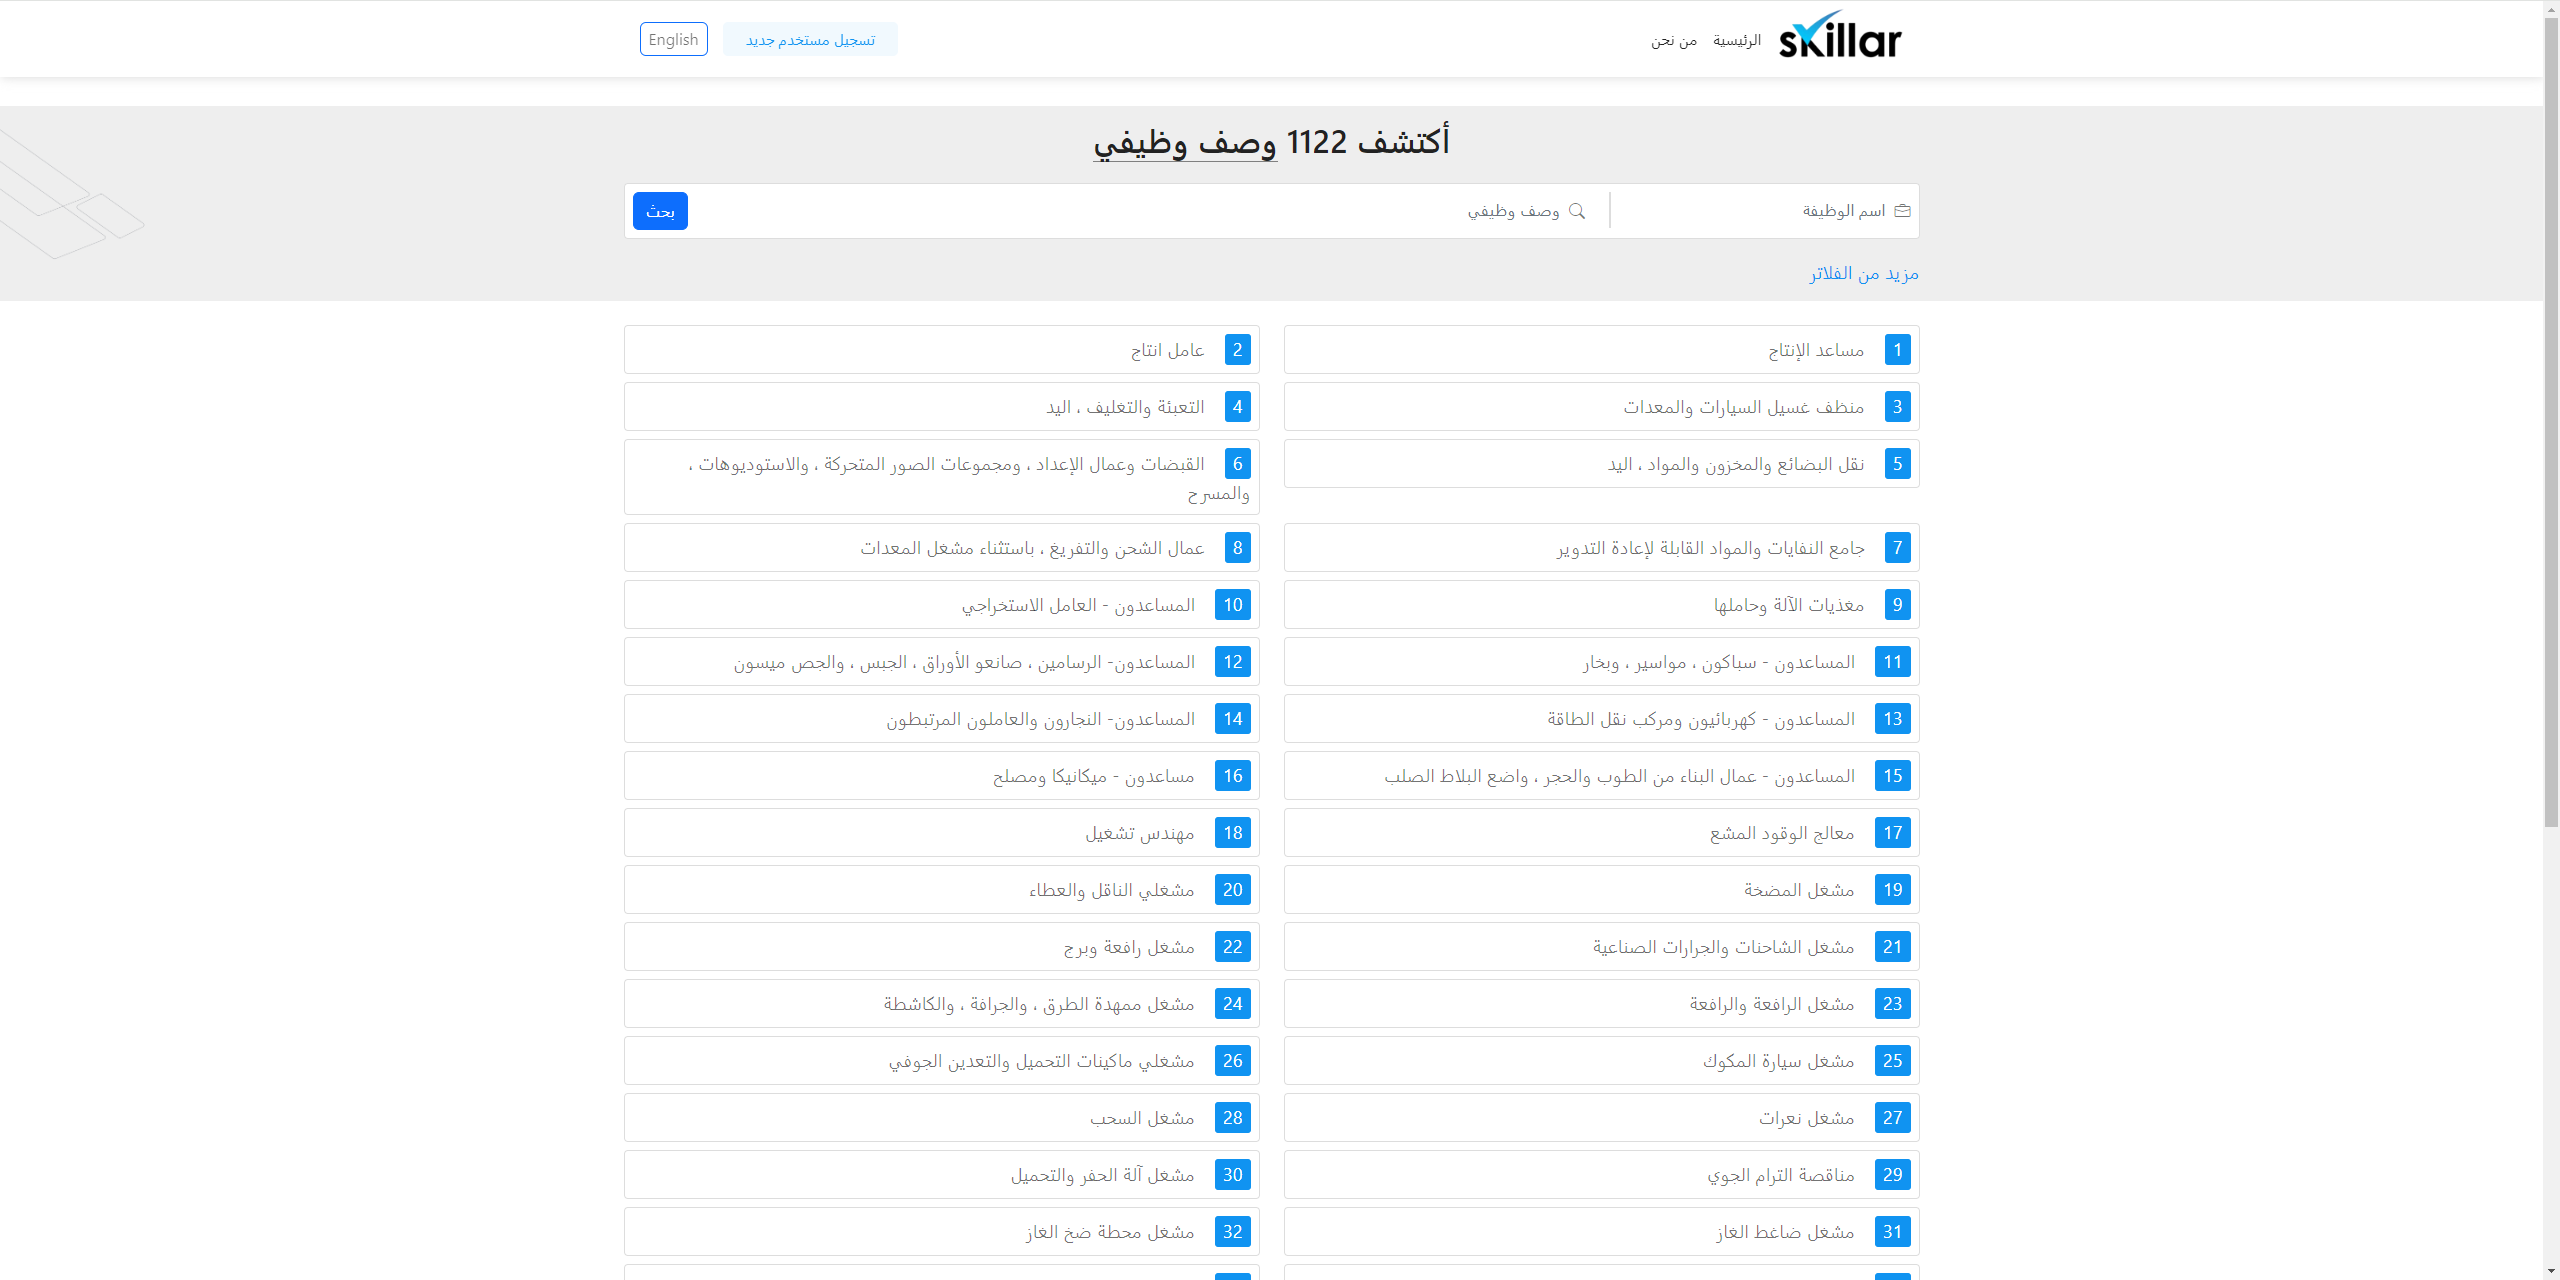 skillar
الرئيسية
من نحن
تسجيل مستخدم جديد
English
أكتشف 1122 وصف وظيفي
اسم الوظيفة
وصف وظيفي
بحث
مزيد من الفلاتر
1 مساعد الإنتاج
2 عامل انتاج
3 منظف غسيل السيارات والمعدات
4 التعبئة والتغليف ، اليد
5 نقل البضائع والمخزون والمواد ، اليد
6 القبضات وعمال الإعداد ، ومجموعات الصور المتحركة ، والاستوديوهات ،
والمسرح
7 جامع النفايات والمواد القابلة لإعادة التدوير
8 عمال الشحن والتفريغ ، باستثناء مشغل المعدات
9 مغذيات الآلة وحاملها
10 المساعدون - العامل الاستخراجي
11 المساعدون - سباكون ، مواسير ، وبخار
12 المساعدون- الرسامين ، صانعو الأوراق ، الجبس ، والجص ميسون
13 المساعدون - كهربائيون ومركب نقل الطاقة
14 المساعدون- النجارون والعاملون المرتبطون
15 المساعدون - عمال البناء من الطوب والحجر ، واضع البلاط الصلب
16 مساعدون - ميكانيكا ومصلح
17 معالج الوقود المشع
18 مهندس تشغيل
19 مشغل المضخة
20 مشغلي الناقل والعطاء
21 مشغل الشاحنات والجرارات الصناعية
22 مشغل رافعة وبرج
23 مشغل الرافعة والرافعة
24 مشغل ممهدة الطرق ، والجرافة ، والكاشطة
25 مشغل سيارة المكوك
26 مشغلي ماكينات التحميل والتعدين الجوفي
27 مشغل نعرات
28 مشغل السحب
29 مناقصة الترام الجوي
30 مشغل آلة الحفر والتحميل
31 مشغل ضاغط الغاز
32 مشغل محطة ضخ الغاز